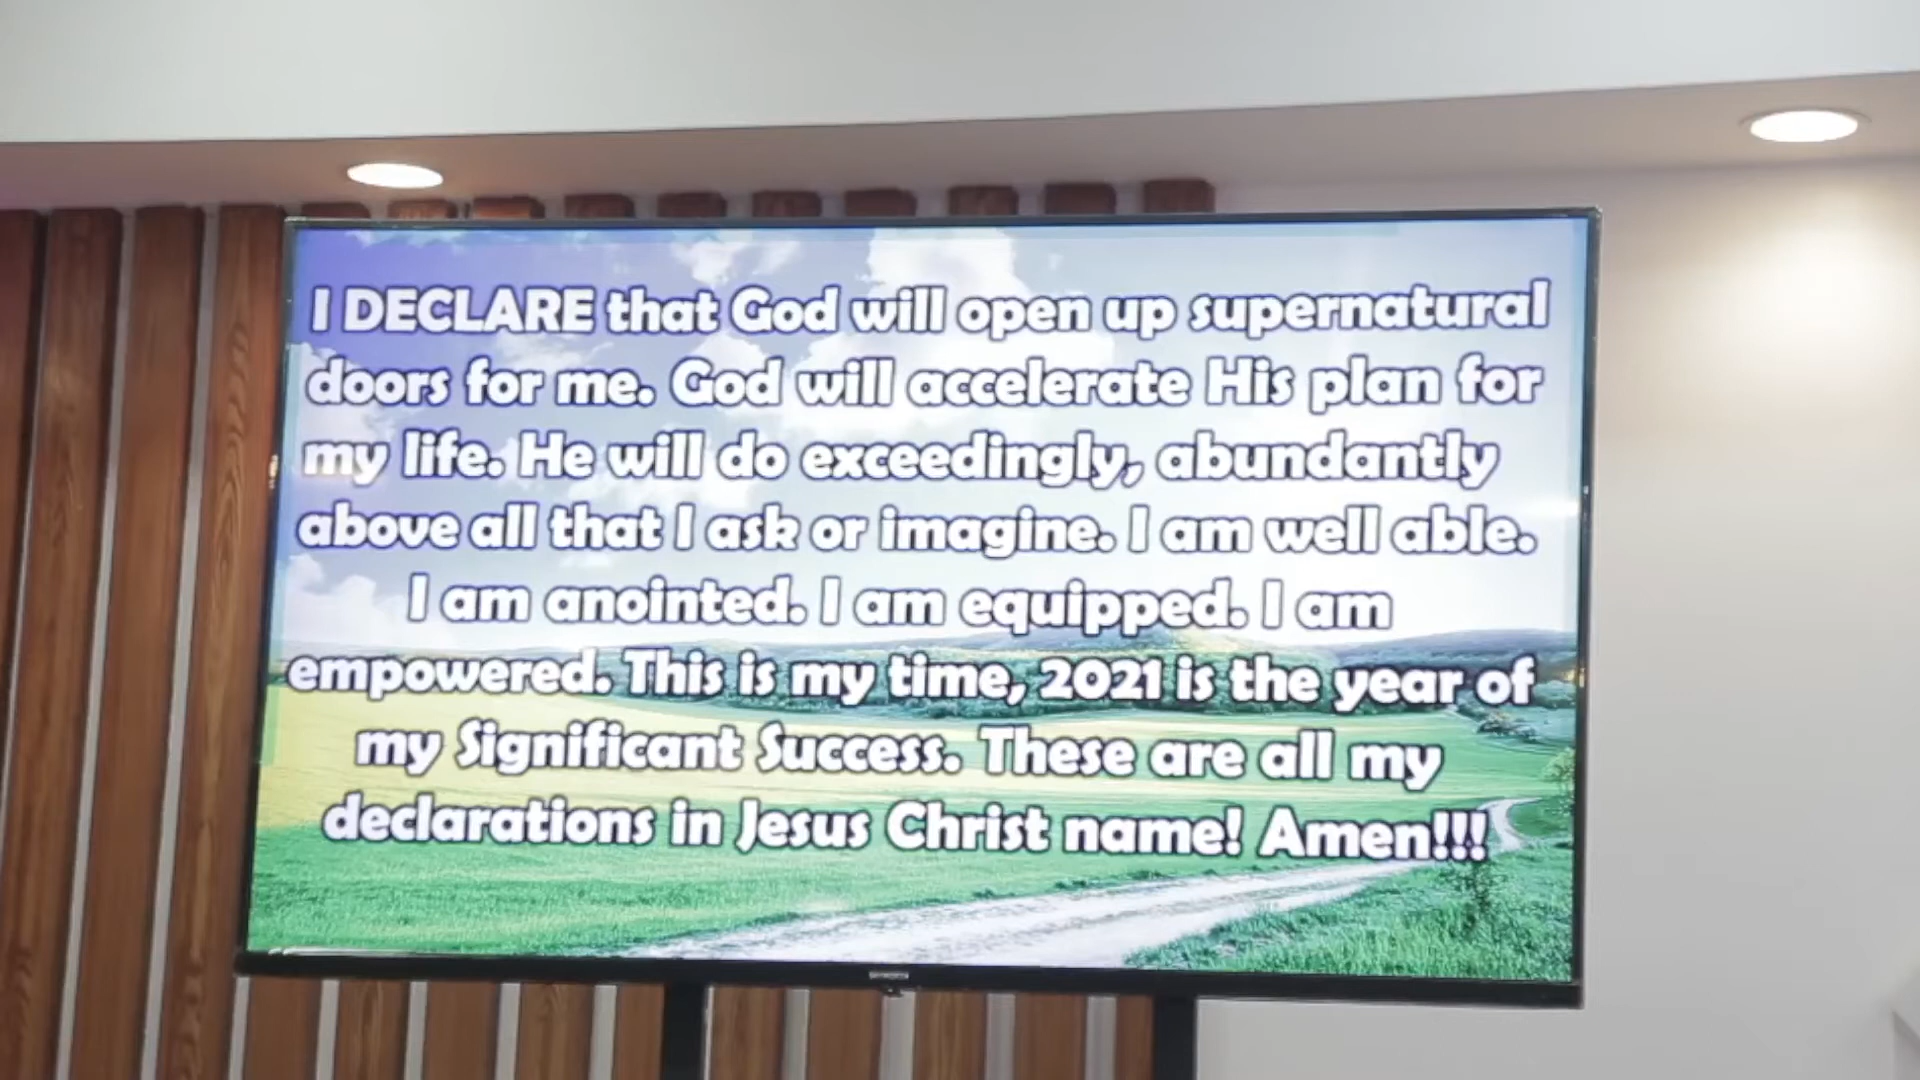 I DECLARE that God will open up supernatural
doors for me. God will accelerate His plan for
my life. He will do exceedingly, abundantly
above all that I ask or imagine. I am well able.
I am anointed. I am equipped. I am
empowered. This is my time, 2021 is the year of
my Significant Success. These are all my
declarations in Jesus Christ name! Amen!!!